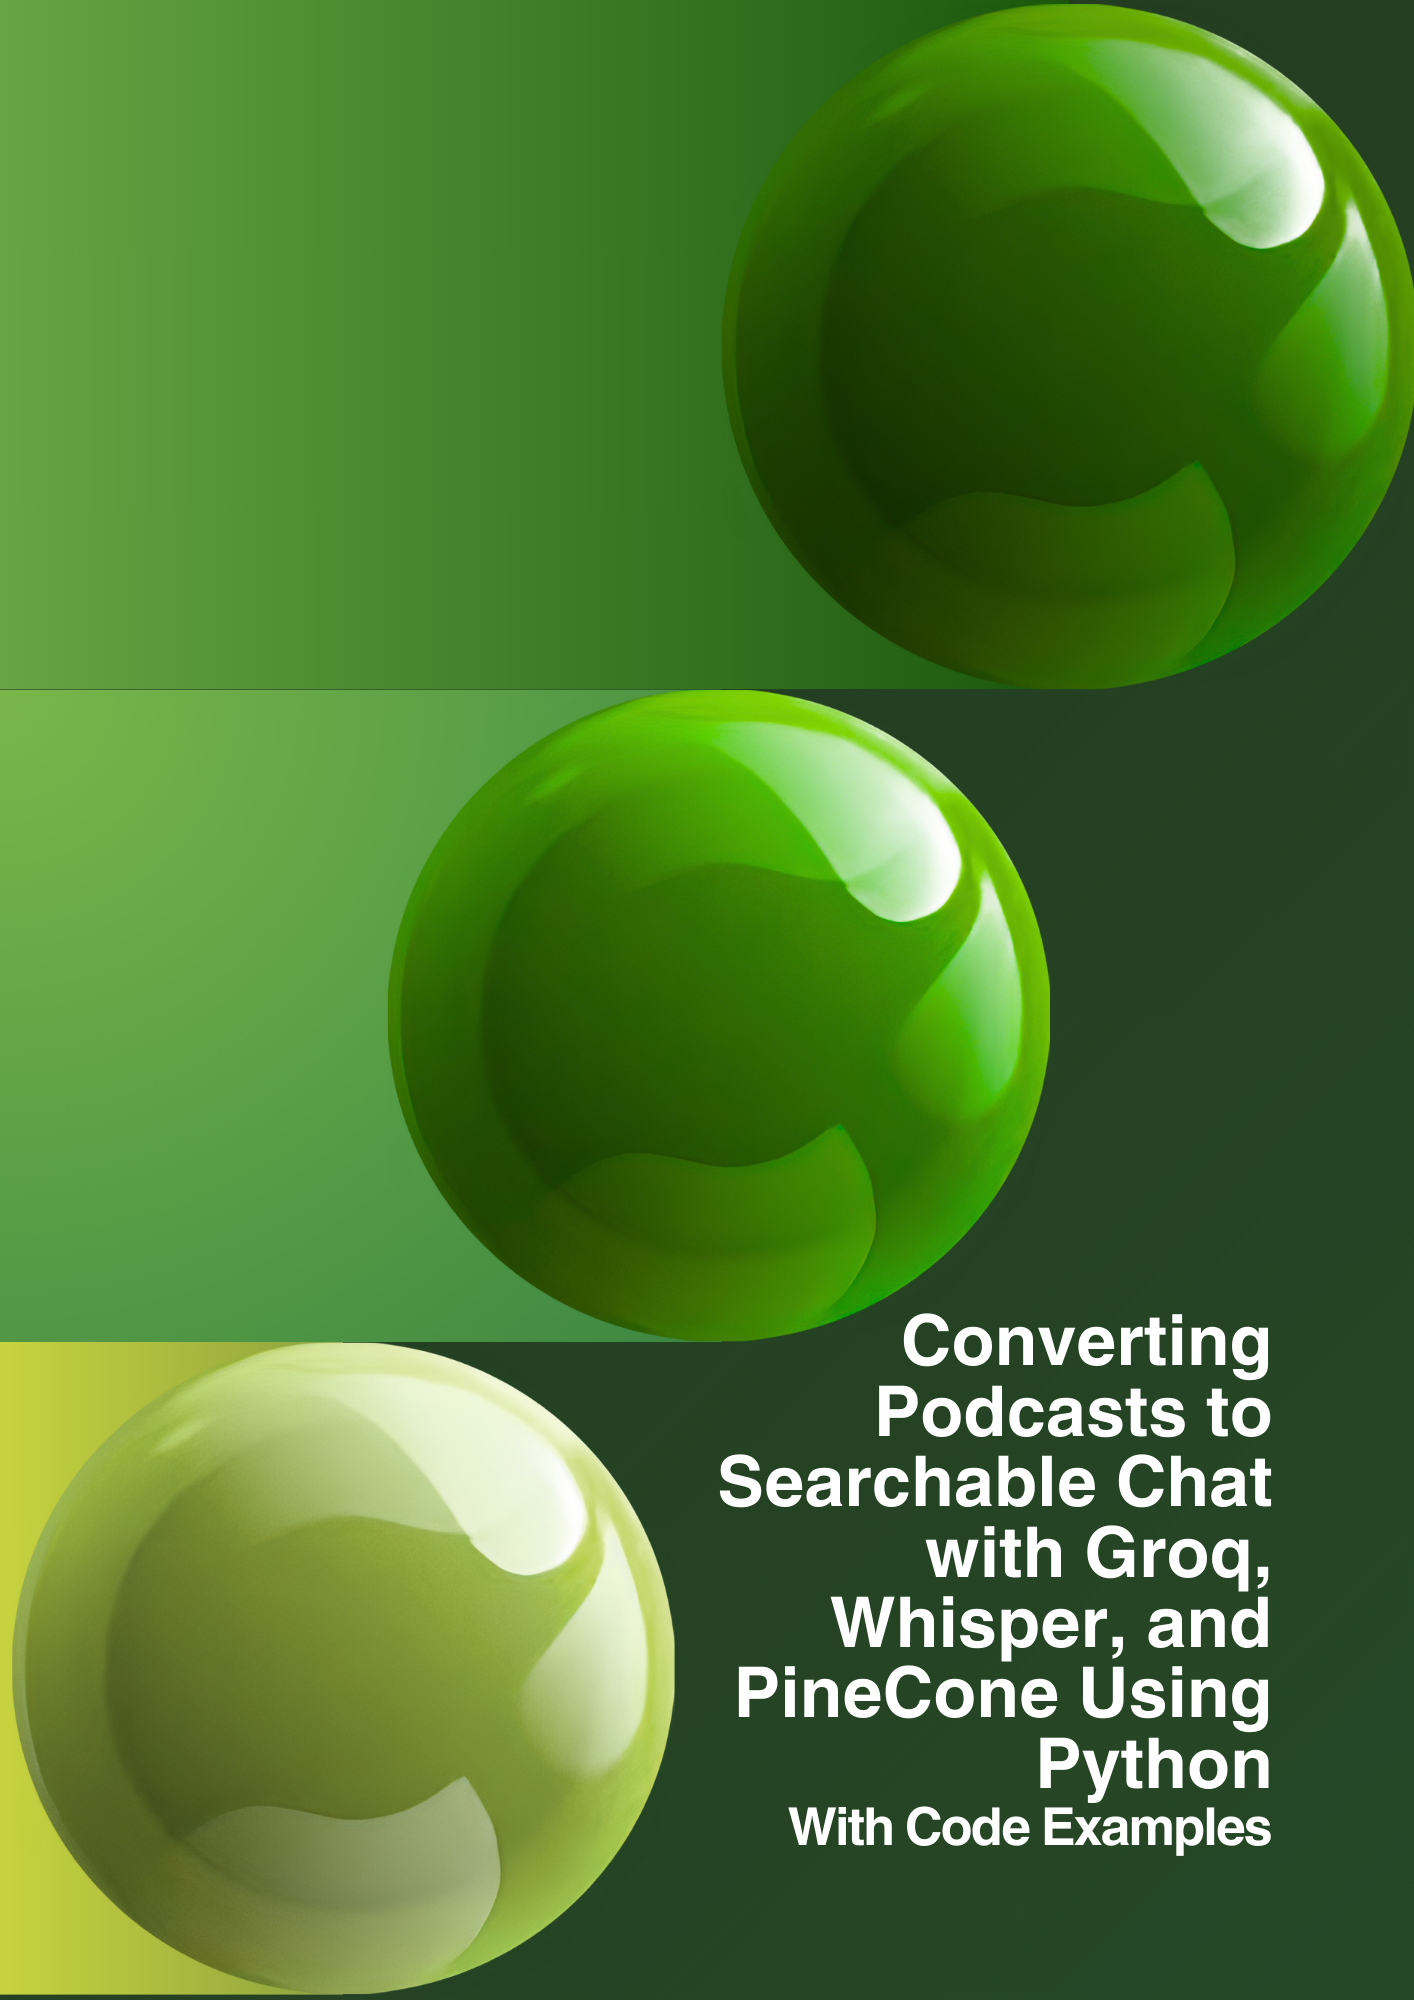 Converting
Podcasts to
Searchable Chat
with Groq,
Whisper, and
PineCone Using
Python
With Code Examples